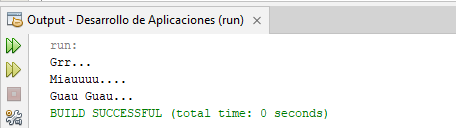 Output - Desarrollo de Aplicaciones (run)
run:
Grr...
Miauuuu....
Guau Guau...
BUILD SUCCESSFUL (total time: 0 seconds)